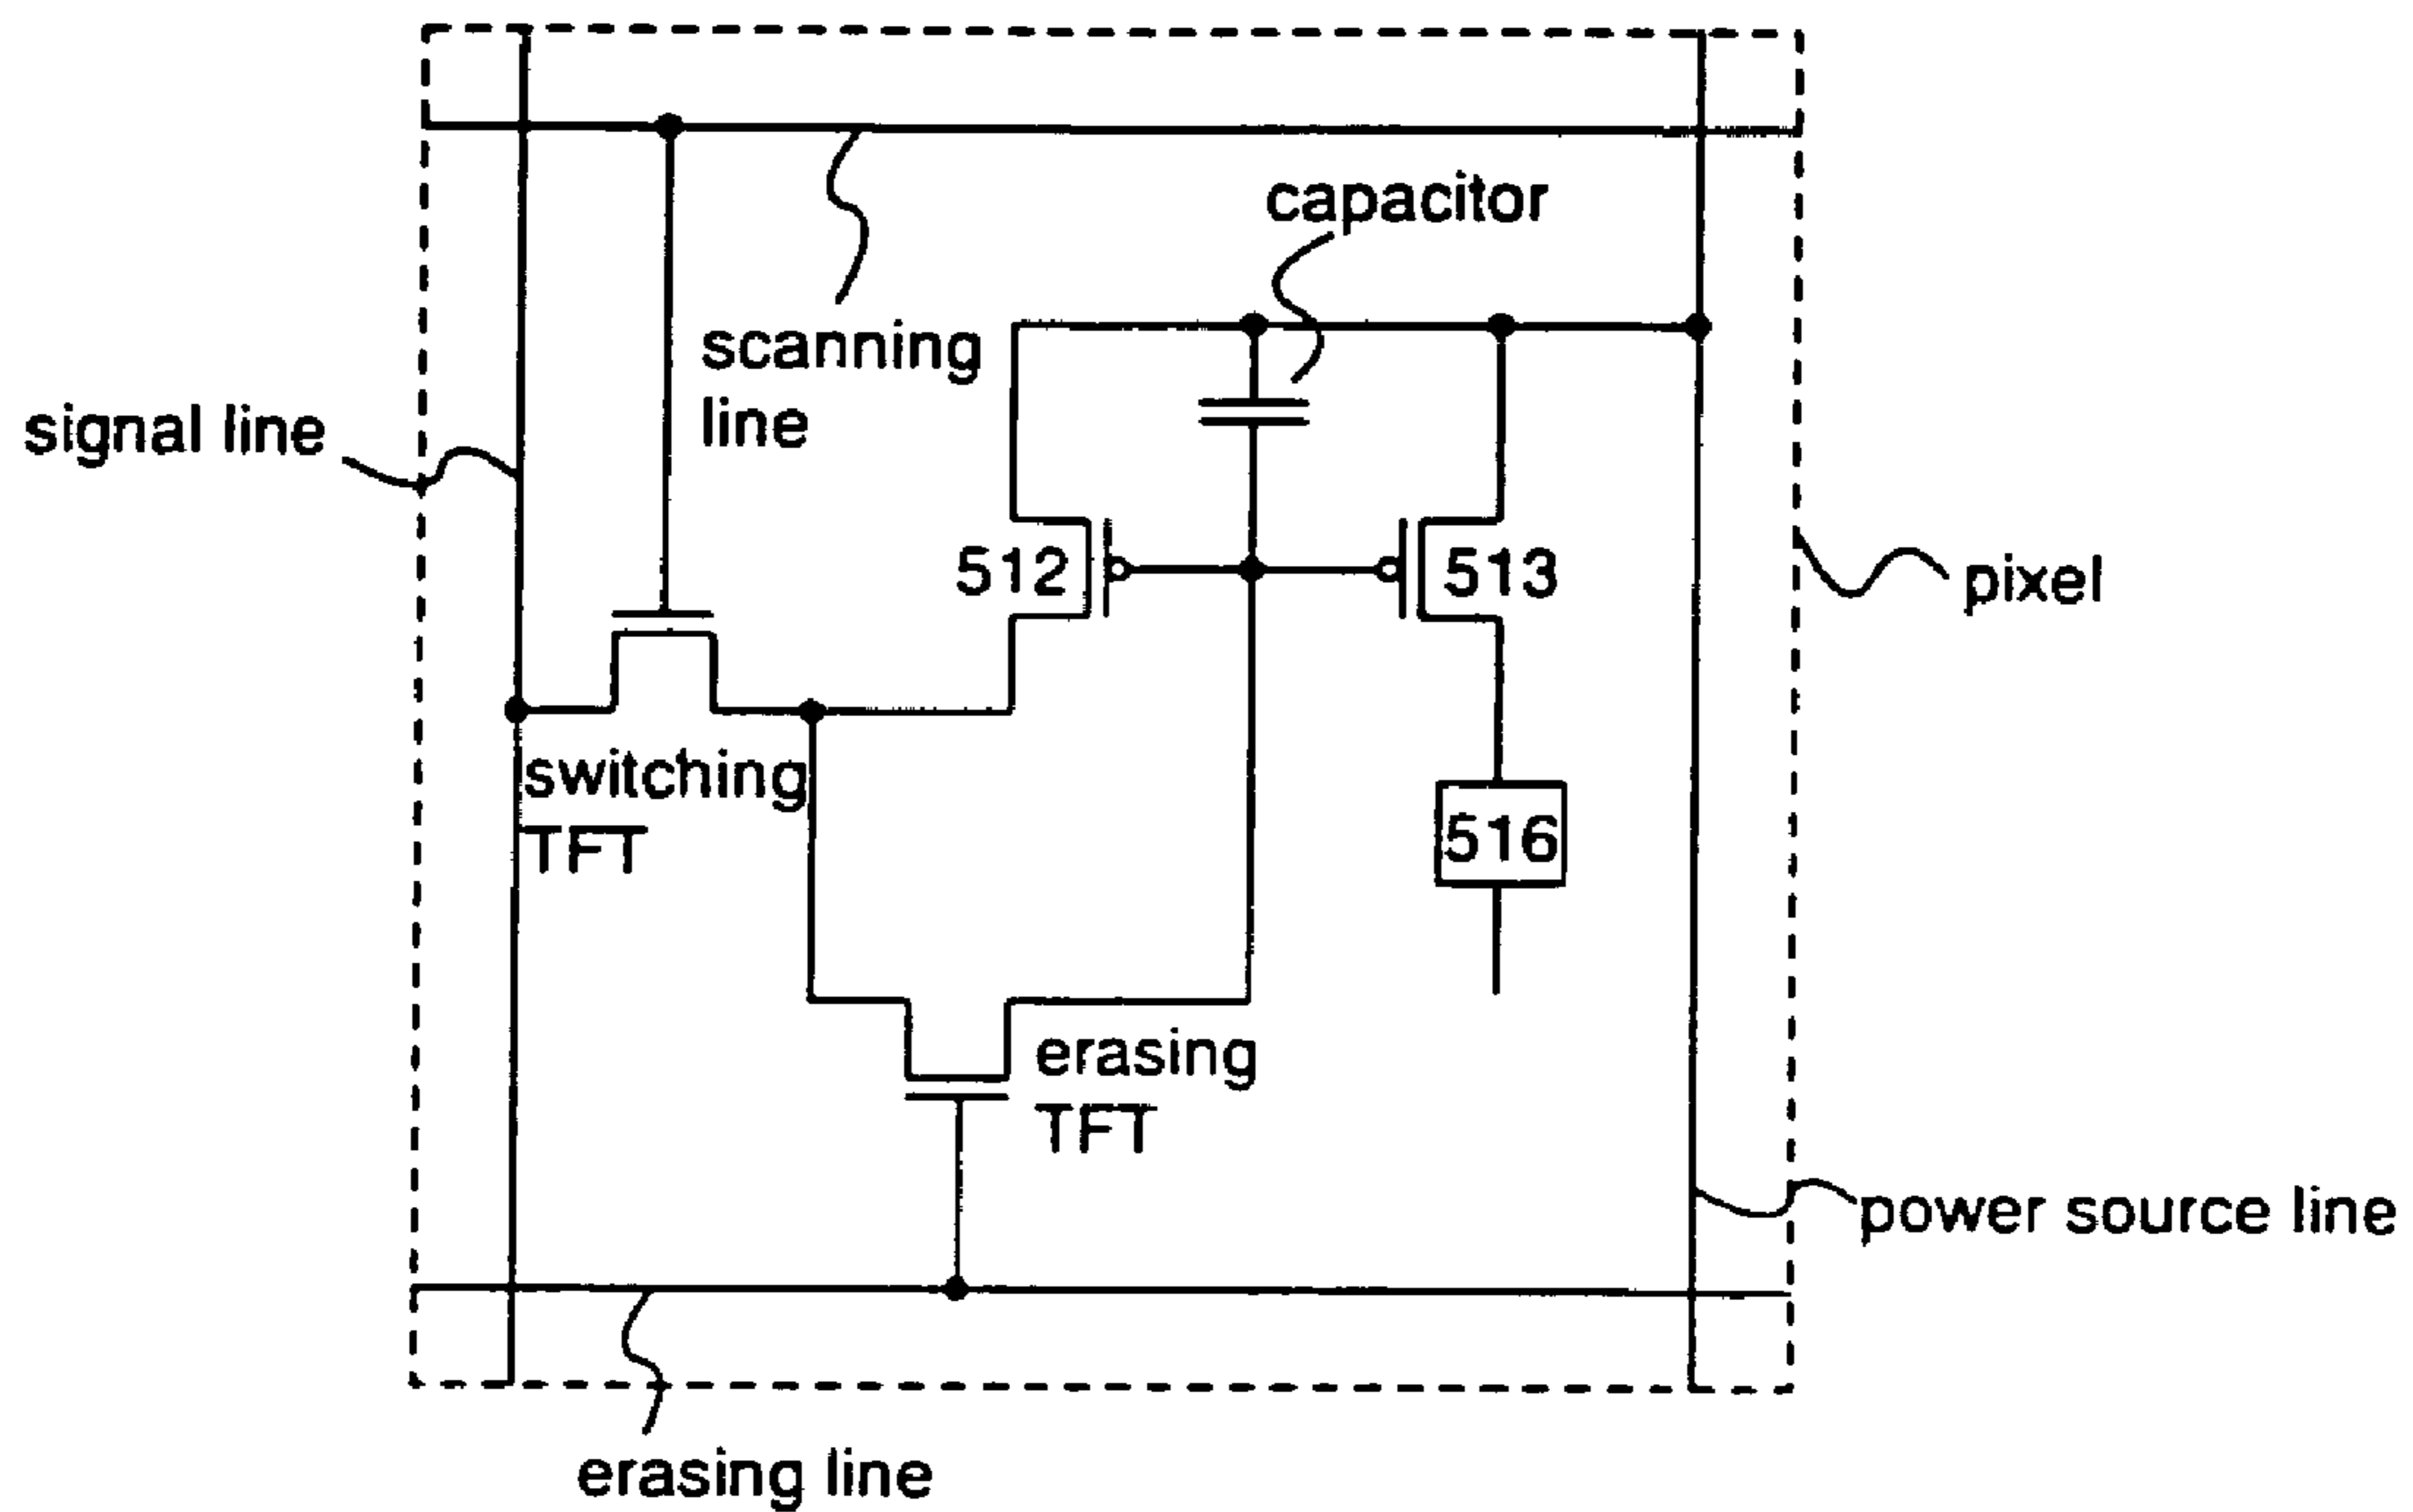 capacitor
scanning
line
signal line
512
513
pixel
switching
TFT
516
erasing
TFT
power source line
erasing line